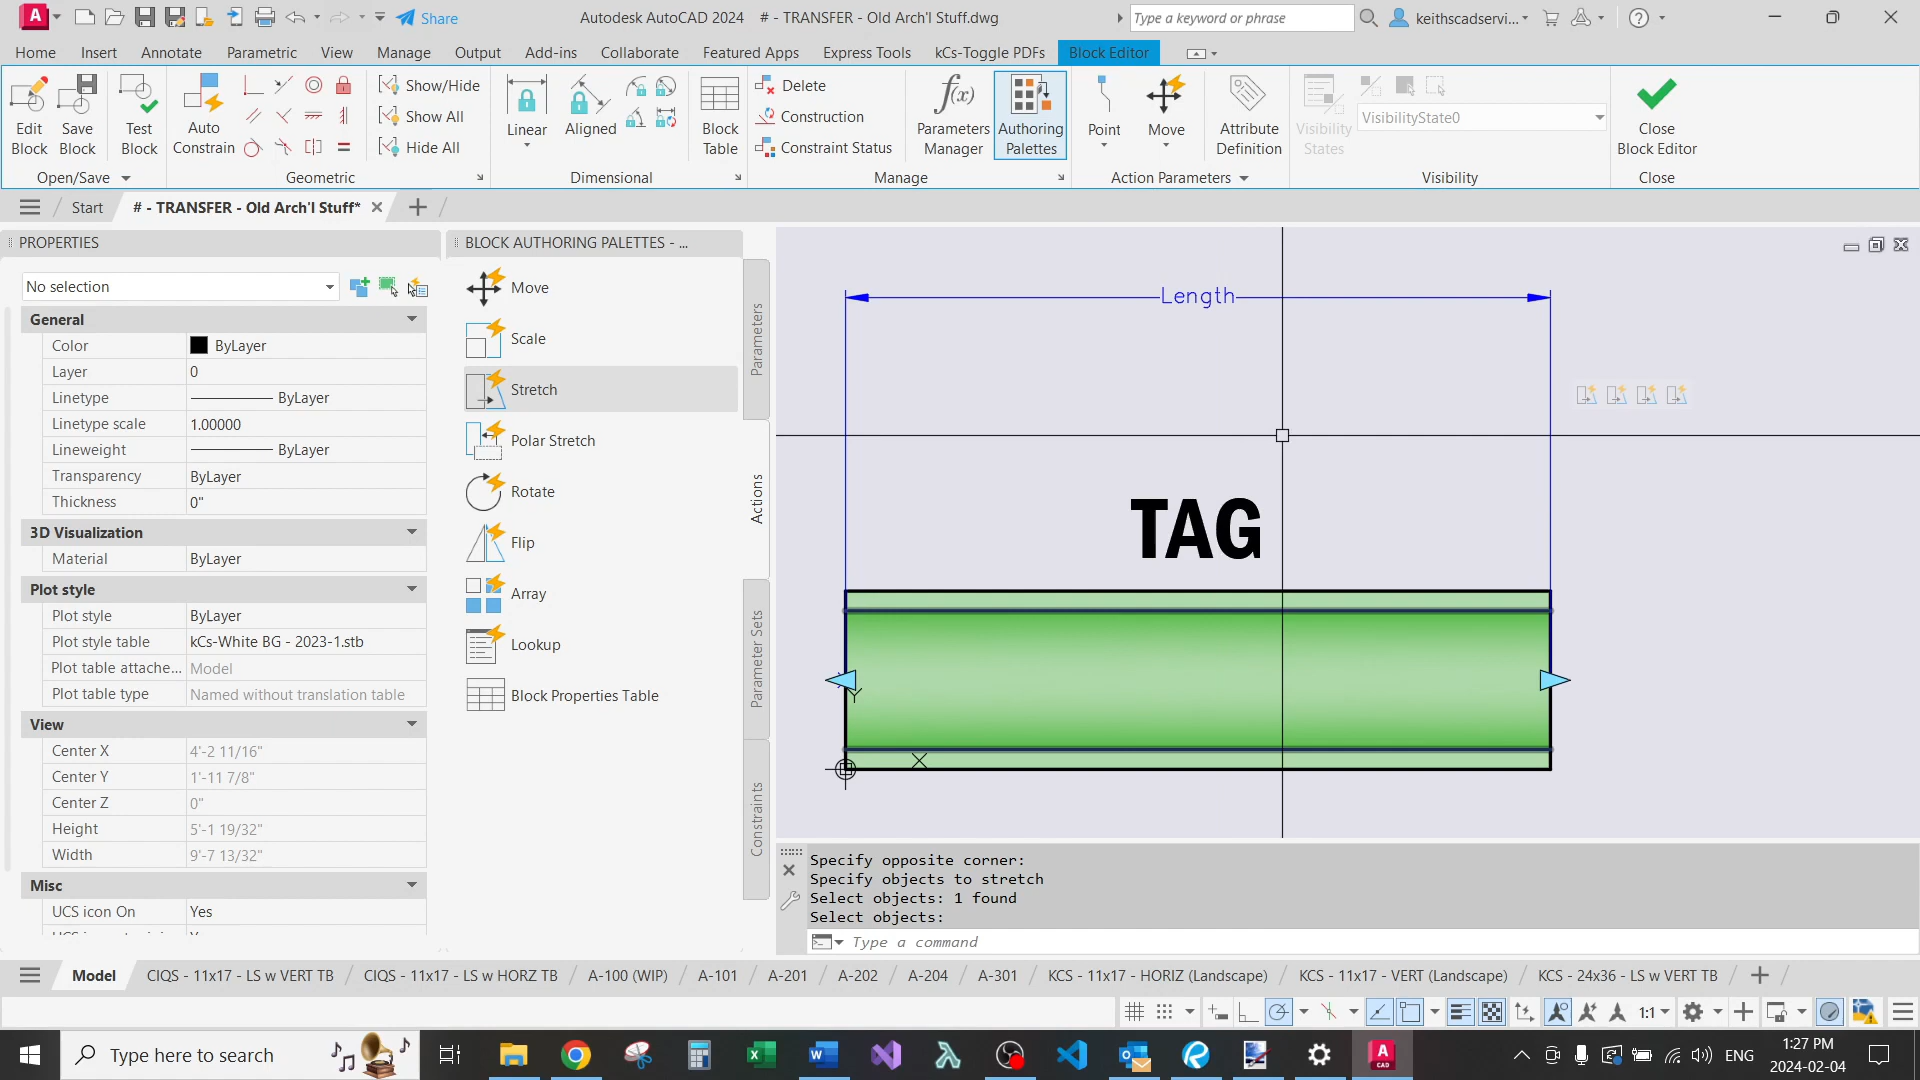 Share
Autodesk AutoCAD 2024   # - TRANSFER - Old Arch'l Stuff.dwg
Type a keyword or phrase
keithscadservi...
Home Insert Annotate Parametric View Manage Output Add-ins Collaborate Featured Apps Express Tools kCs-Toggle PDFs Block Editor
Edit Block
Save Block
Test Block
Open/Save
Auto Constrain
Show/Hide
Show All
Hide All
Geometric
Linear
Aligned
Block Table
Dimensional
Delete
Construction
Constraint Status
Parameters Manager
Authoring Palettes
Manage
Point
Move
Action Parameters
Attribute Definition
Visibility States
VisibilityState0
Visibility
Close Block Editor
Close
Start
# - TRANSFER - Old Arch'l Stuff*
PROPERTIES
No selection
General
Color ByLayer
Layer 0
Linetype ByLayer
Linetype scale 1.00000
Lineweight ByLayer
Transparency ByLayer
Thickness 0"
3D Visualization
Material ByLayer
Plot style
Plot style ByLayer
Plot style table kCs-White BG - 2023-1.stb
Plot table attache... Model
Plot table type Named without translation table
View
Center X 4'-2 11/16"
Center Y 1'-11 7/8"
Center Z 0"
Height 5'-1 19/32"
Width 9'-7 13/32"
Misc
UCS icon On Yes
BLOCK AUTHORING PALETTES - ...
Move
Scale
Stretch
Polar Stretch
Rotate
Flip
Array
Lookup
Block Properties Table
Parameters
Actions
Parameter Sets
Constraints
Length
TAG
Y
X
Specify opposite corner:
Specify objects to stretch
Select objects: 1 found
Select objects:
Type a command
Model CIQS - 11x17 - LS w VERT TB CIQS - 11x17 - LS w HORZ TB A-100 (WIP) A-101 A-201 A-202 A-204 A-301 KCS - 11x17 - HORIZ (Landscape) KCS - 11x17 - VERT (Landscape) KCS - 24x36 - LS w VERT TB
1:1
Type here to search
ENG
1:27 PM
2024-02-04